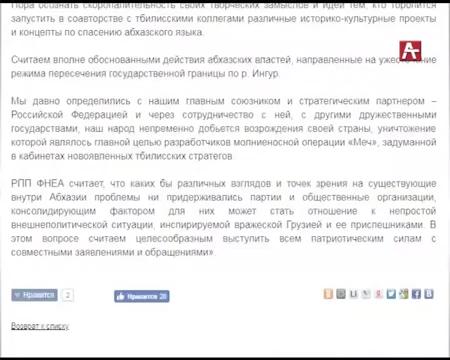 Пора осознать скоропалительность своих творческих замыслов и идей тем, кто торопится
запустить в соавторстве с тбилисскими коллегами различные историко-культурные проекты
и концепты по спасению абхазского языка.
Считаем вполне обоснованными действия абхазских властей, направленные на ужес ение
режима пересечения государственной границы по р. Ингур.
Мы давно определились с нашим главным союзником и стратегическим партнером –
Российской Федерацией и через сотрудничество с ней, с другими дружественными
государствами, наш народ непременно добьется возрождения своей страны, уничтожение
которой являлось главной целью разработчиков молниеносной операции «Меч», задуманной
в кабинетах новоявленных тбилисских стратегов.
РПП ФНЕА считает, что каких бы различных взглядов и точек зрения на существующие
внутри Абхазии проблемы ни придерживались партии и общественные организации,
консолидирующим фактором для них может стать отношение к непростой
внешнеполитической ситуации, инспирируемой вражеской Грузией и ее приспешниками. В
этом вопросе считаем целесообразным выступить всем патриотическим силам с
совместными заявлениями и обращениями»
Нравится 2 Нравится 28
Возврат к списку